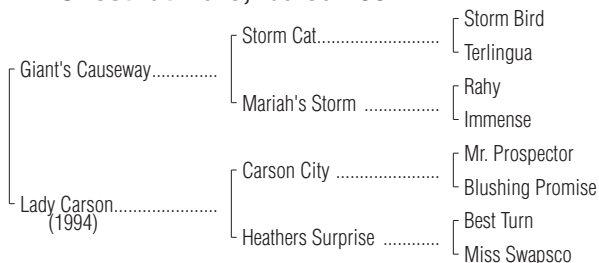 Storm Bird
Storm Cat........................
Terlingua
Giant's Causeway.............
Rahy
Mariah's Storm ...............
Immense
Mr. Prospector
Carson City ....................
Blushing Promise
Lady Carson....................
(1994)
Best Turn
Heathers Surprise ...........
Miss Swapsco